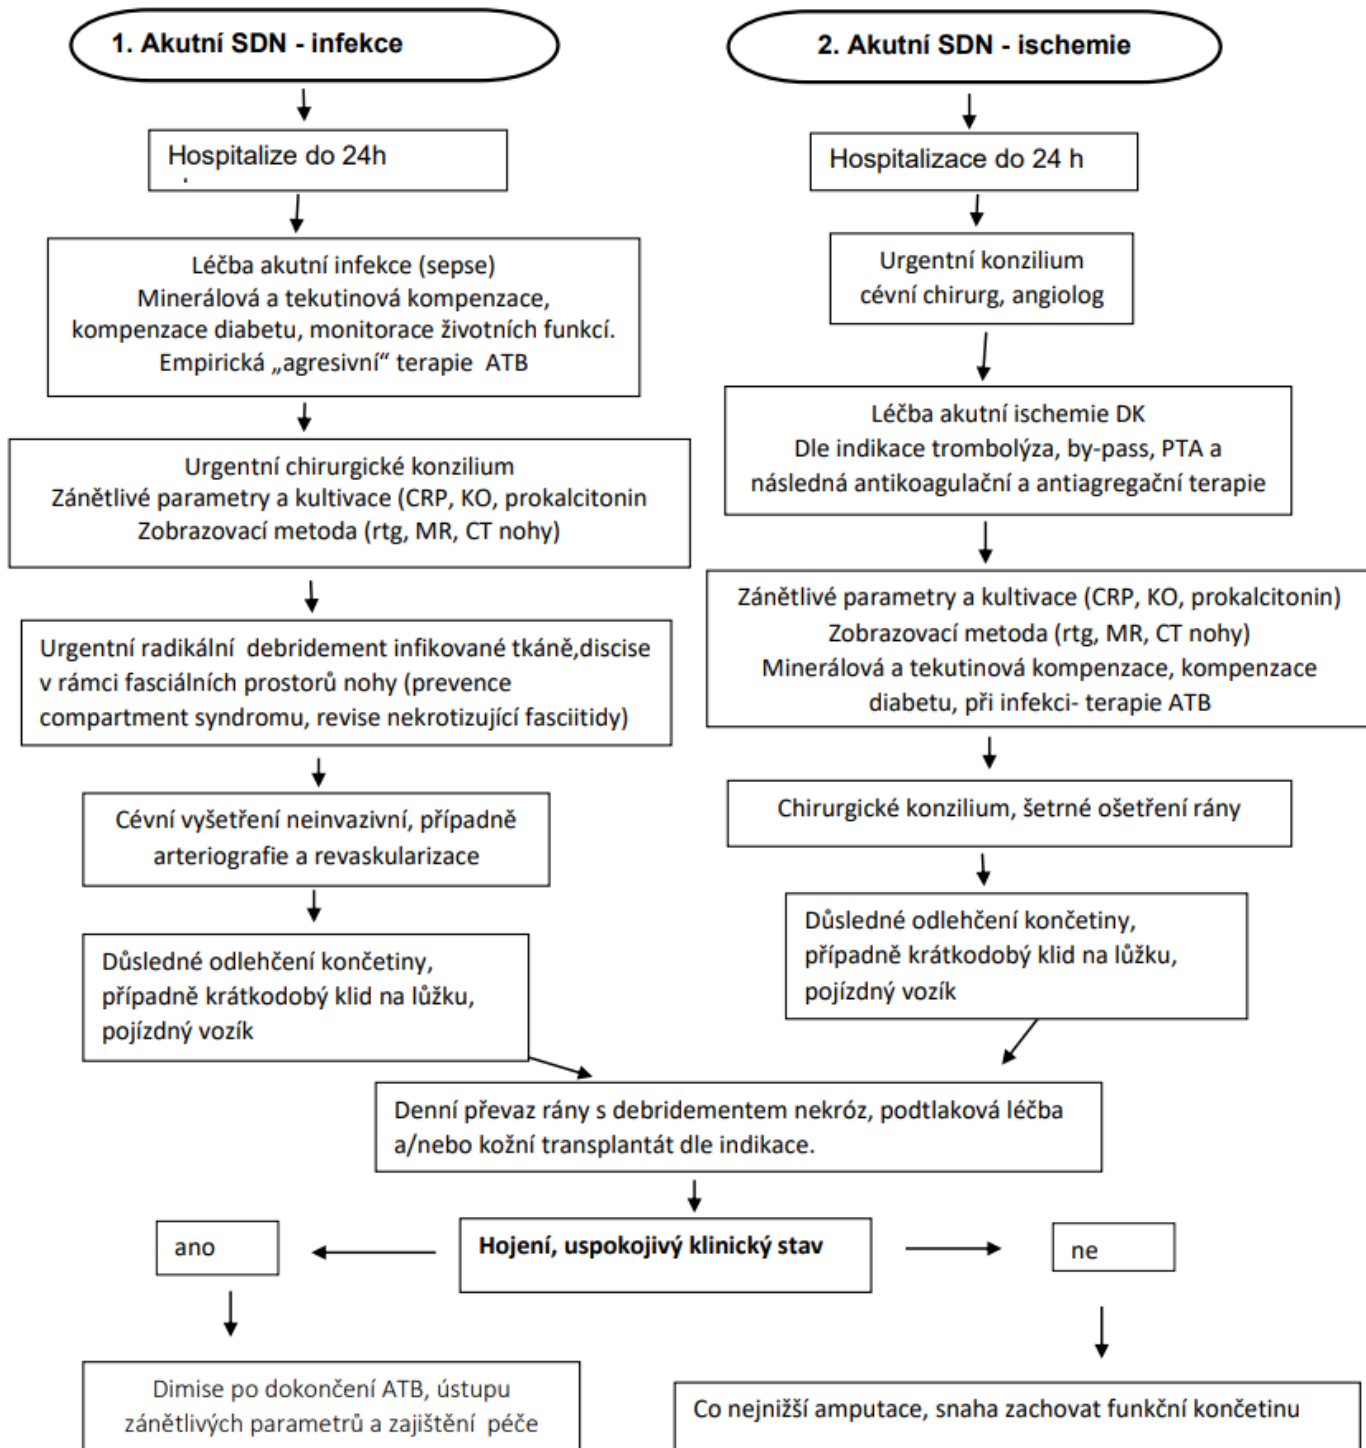 1. Akutní SDN - infekce
Hospitalize do 24h
Léčba akutní infekce (sepse)
Minerálová a tekutinová kompenzace,
kompenzace diabetu, monitorace životních funkcí.
Empirická „agresivní“ terapie ATB
Urgentní chirurgické konzilium
Zánětlivé parametry a kultivace (CRP, KO, prokalcitonin
Zobrazovací metoda (rtg, MR, CT nohy)
Urgentní radikální debridement infikované tkáně,discise
v rámci fasciálních prostorů nohy (prevence
compartment syndromu, revise nekrotizující fasciitidy)
Cévní vyšetření neinvazivní, případně
arteriografie a revaskularizace
Důsledné odlehčení končetiny,
případně krátkodobý klid na lůžku,
pojízdný vozík
2. Akutní SDN - ischemie
Hospitalizace do 24 h
Urgentní konzilium
cévní chirurg, angiolog
Léčba akutní ischemie DK
Dle indikace trombolýza, by-pass, PTA a
následná antikoagulační a antiagregační terapie
Zánětlivé parametry a kultivace (CRP, KO, prokalcitonin)
Zobrazovací metoda (rtg, MR, CT nohy)
Minerálová a tekutinová kompenzace, kompenzace
diabetu, při infekci- terapie ATB
Chirurgické konzilium, šetrné ošetření rány
Důsledné odlehčení končetiny,
případně krátkodobý klid na lůžku,
pojízdný vozík
Denní převaz rány s debridementem nekróz, podtlaková léčba
a/nebo kožní transplantát dle indikace.
Hojení, uspokojivý klinický stav
ano
ne
Dimise po dokončení ATB, ústupu
zánětlivých parametrů a zajištění péče
Co nejnižší amputace, snaha zachovat funkční končetinu